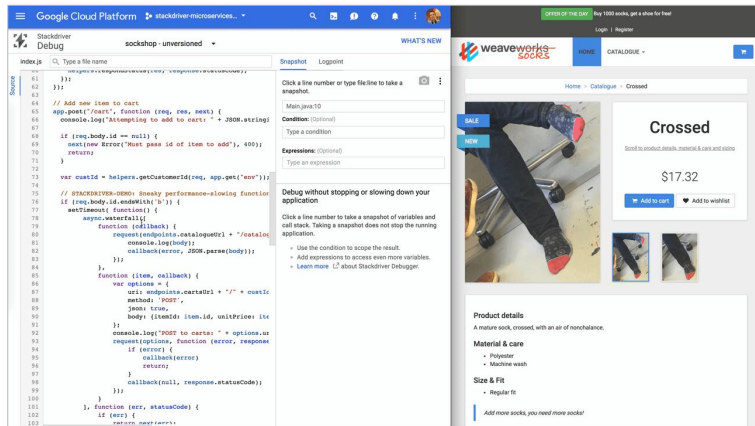 Google Cloud Platform
stackdriver-microservices...
Stackdriver
Debug
sockshop - unversioned
WHAT'S NEW
index.js
Type a file name
Source
61 });
62 });
63
64 // Add new item to cart
65 app.post("/cart", function (req, res, next) {
66 console.log("Attempting to add to cart: " + JSON.stringi
67
68 if (req.body.id == null) {
69 next(new Error("Must pass id of item to add"), 400);
70 return;
71 }
72
73 var custId = helpers.getCustomerId(req, app.get("env"));
74
75 // STACKDRIVER-DEMO: Sneaky performance-slowing function
76 if (req.body.id.endsWith('b')) {
77 setTimeout( function() {
78 async.waterfall([
79 function (callback) {
80 request(endpoints.catalogueUrl + "/catalog
81 console.log(body);
82 callback(error, JSON.parse(body));
83 });
84 },
85 function (item, callback) {
86 var options = {
87 uri: endpoints.cartsUrl + "/" + custId
88 method: 'POST',
89 json: true,
90 body: {itemId: item.id, unitPrice: ite
91 };
92 console.log("POST to carts: " + options.ur
93 request(options, function (error, response
94 if (error) {
95 callback(error)
96 return;
97 }
98 callback(null, response.statusCode);
99 });
100 }
101 ], function (err, statusCode) {
102 if (err) {
103 return next(err);
Snapshot
Logpoint
Click a line number or type file:line to take a
snapshot.
Main.java:10
Condition: (Optional)
Type a condition
Expressions: (Optional)
Type an expression
Debug without stopping or slowing down your
application
Click a line number to take a snapshot of variables and
call stack. Taking a snapshot does not stop the running
application.
Use the condition to scope the result.
Add expressions to access even more variables.
Learn more about Stackdriver Debugger.
OFFER OF THE DAY Buy 1000 socks, get a shoe for free!
Login | Register
weaveworks
SOCKS
HOME
CATALOGUE
Home > Catalogue > Crossed
SALE
NEW
Crossed
Scroll to product details, material & care and sizing
$17.32
Add to cart
Add to wishlist
Product details
A mature sock, crossed, with an air of nonchalance.
Material & care
Polyester
Machine wash
Size & Fit
Regular fit
Add more socks, you need more socks!